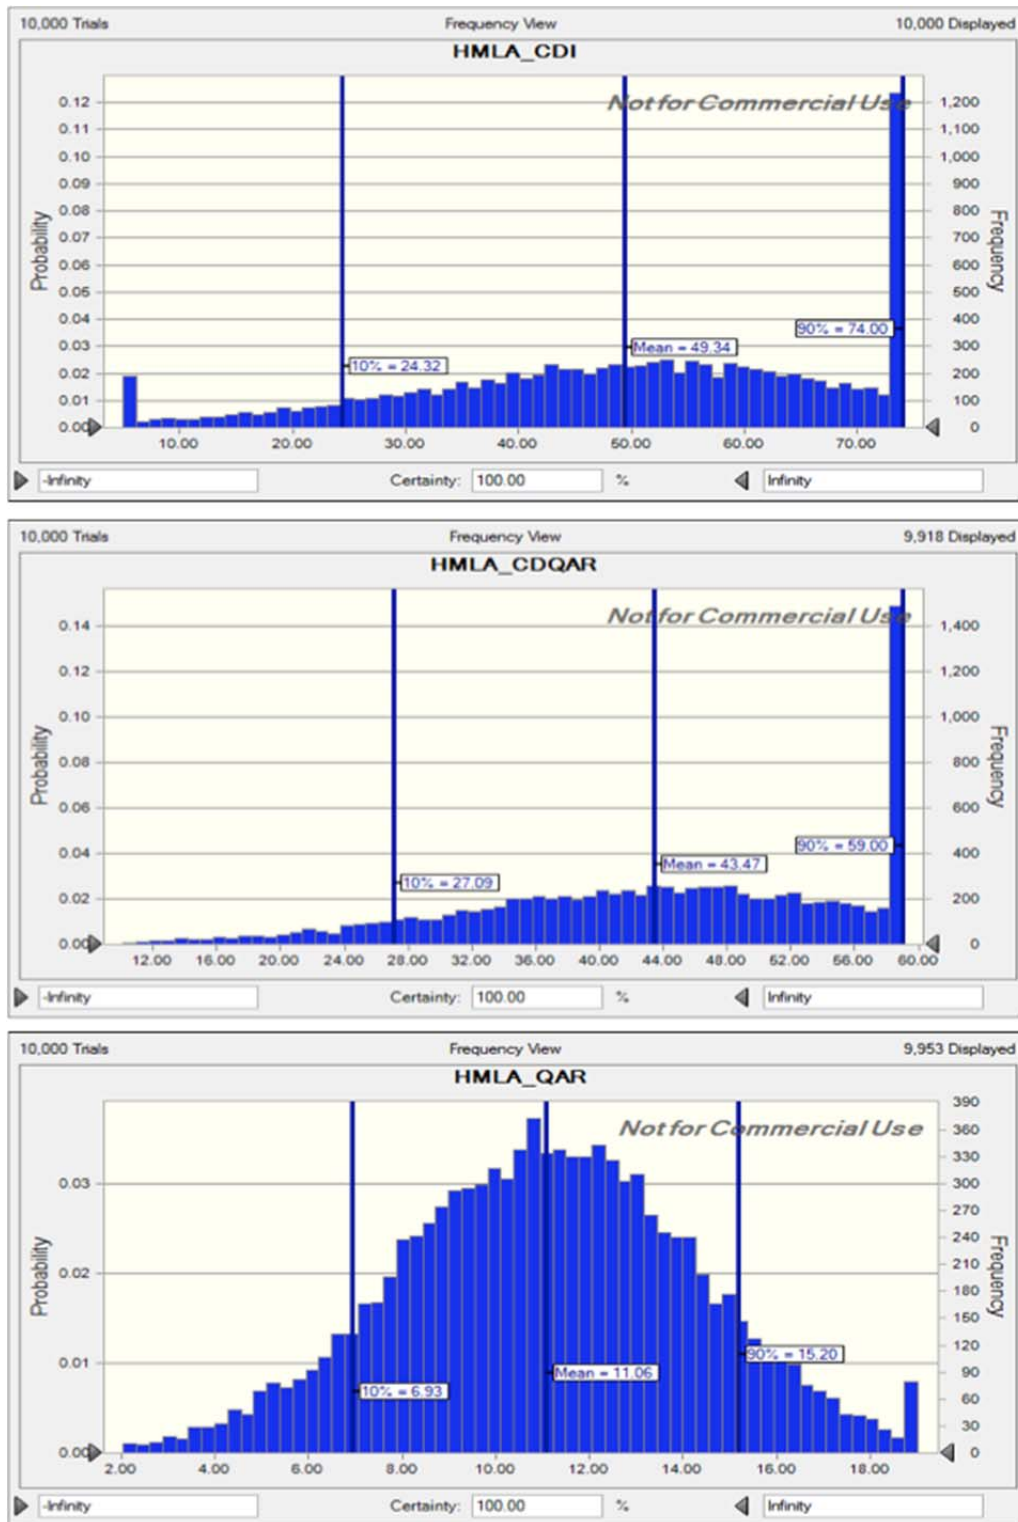 10,000 Trials Frequency View 10,000 Displayed
HMLA_CDI
Not for Commercial Use
0.12 1,200
0.11 1,100
0.10 1,000
0.09 900
0.08 800
0.07 700
0.06 600
0.05 500
0.04 400
0.03 300
0.02 200
0.01 100
0.00 0
Probability
Frequency
90% = 74.00
Mean = 49.34
10% = 24.32
10.00 20.00 30.00 40.00 50.00 60.00 70.00
-Infinity Certainty: 100.00 % Infinity
10,000 Trials Frequency View 9,918 Displayed
HMLA_CDQAR
Not for Commercial Use
0.14 1,400
0.12 1,200
0.10 1,000
0.08 800
0.06 600
0.04 400
0.02 200
0.00 0
Probability
Frequency
90% = 59.00
Mean = 43.47
10% = 27.09
12.00 16.00 20.00 24.00 28.00 32.00 36.00 40.00 44.00 48.00 52.00 56.00 60.00
-Infinity Certainty: 100.00 % Infinity
10,000 Trials Frequency View 9,953 Displayed
HMLA_QAR
Not for Commercial Use
390
360
330
0.03 300
270
240
210
0.02
180
150
120
0.01 90
60
30
0.00 0
Probability
Frequency
90% = 15.20
Mean = 11.06
10% = 6.93
2.00 4.00 6.00 8.00 10.00 12.00 14.00 16.00 18.00
-Infinity Certainty: 100.00 % Infinity